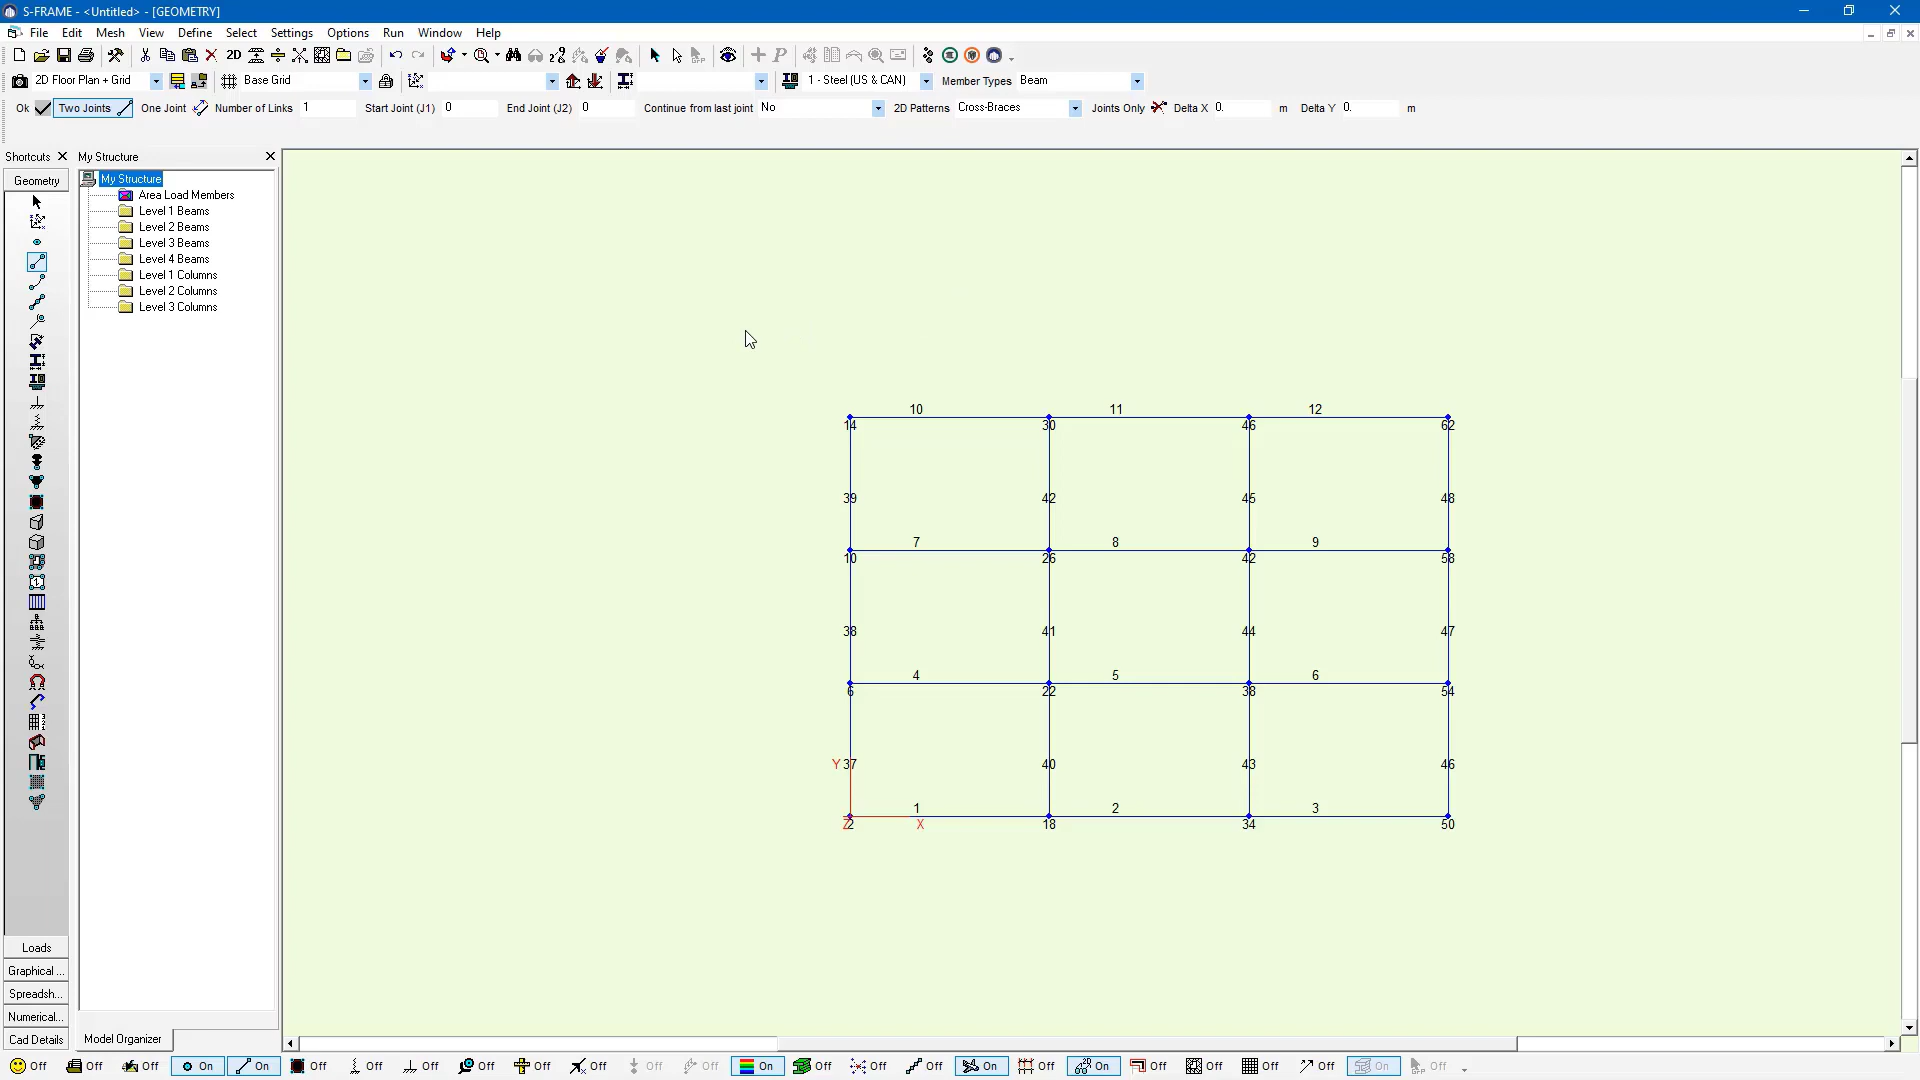 S-FRAME - <Untitled> - [GEOMETRY]
File Edit Mesh View Define Select Settings Options Run Window Help
2D
2D Floor Plan + Grid Base Grid 1 - Steel (US & CAN) Member Types Beam
Ok Two Joints One Joint Number of Links 1 Start Joint (J1) 0 End Joint (J2) 0 Continue from last joint No 2D Patterns Cross-Braces Joints Only Delta X 0. m Delta Y 0. m
Shortcuts My Structure
Geometry
My Structure
Area Load Members
Level 1 Beams
Level 2 Beams
Level 3 Beams
Level 4 Beams
Level 1 Columns
Level 2 Columns
Level 3 Columns
10 11 12
14 30 46 62
39 42 45 48
7 8 9
10 26 42 58
38 41 44 47
4 5 6
6 22 38 54
Y 37 40 43 46
1 2 3
Z 2 X 18 34 50
Loads
Graphical ...
Spreadsh...
Numerical...
Cad Details
Model Organizer
Off Off Off On On Off Off Off Off Off Off Off Off On Off Off Off On Off On Off Off Off Off On Off